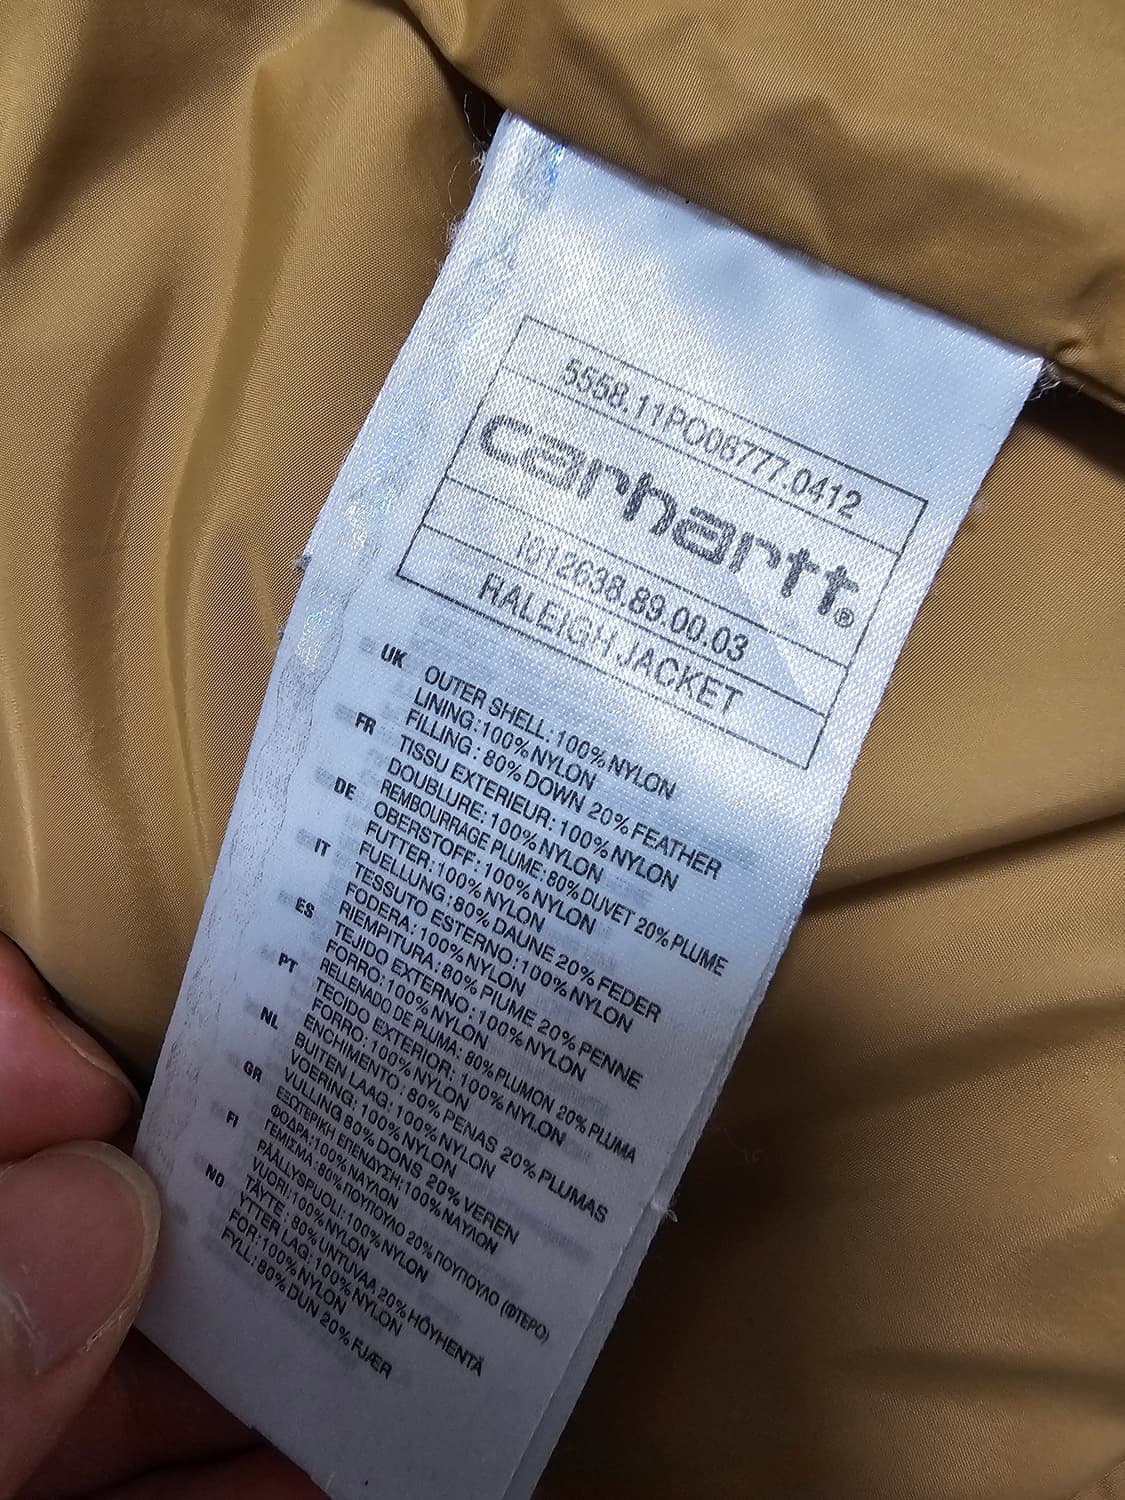 5558.11PO08777.0412
carhartt®
I012638.89.00.03
RALEIGH JACKET
UK OUTER SHELL: 100% NYLON
LINING:100% NYLON
FILLING: 80% DOWN 20% FEATHER
FR TISSU EXTERIEUR: 100% NYLON
DOUBLURE: 100% NYLON
REMBOURRAGE PLUME: 80% DUVET 20% PLUME
DE OBERSTOFF: 100% NYLON
FUTTER: 100% NYLON
FUELLUNG: 80% DAUNE 20% FEDER
IT TESSUTO ESTERNO: 100% NYLON
FODERA: 100% NYLON
RIEMPITURA: 80% PIUME 20% PENNE
ES TEJIDO EXTERNO: 100% NYLON
FORRO: 100% NYLON
RELLENADO DE PLUMA: 80% PLUMON 20% PLUMA
PT TECIDO EXTERIOR: 100% NYLON
FORRO: 100% NYLON
ENCHIMENTO: 80% PENAS 20% PLUMAS
NL BUITEN LAAG: 100% NYLON
VOERING: 100% NYLON
VULLING 80% DONS 20% VEREN
GR ΕΞΩΤΕΡΙΚΗ ΕΠΕΝΔΥΣΗ: 100% ΝΑΥΛΟΝ
ΦΟΔΡΑ: 100% ΝΑΥΛΟΝ
ΓΕΜΙΣΜΑ: 80% ΠΟΥΠΟΥΛΟ 20% ΠΟΥΠΟΥΛΟ (ΦΤΕΡΟ)
FI PÄÄLLYSPUOLI: 100% NYLON
VUORI: 100% NYLON
TÄYTE: 80% UNTUVAA 20% HÖYHENTÄ
NO YTTER LAG: 100% NYLON
FOR: 100% NYLON
FYLL: 80% DUN 20% FJÆR